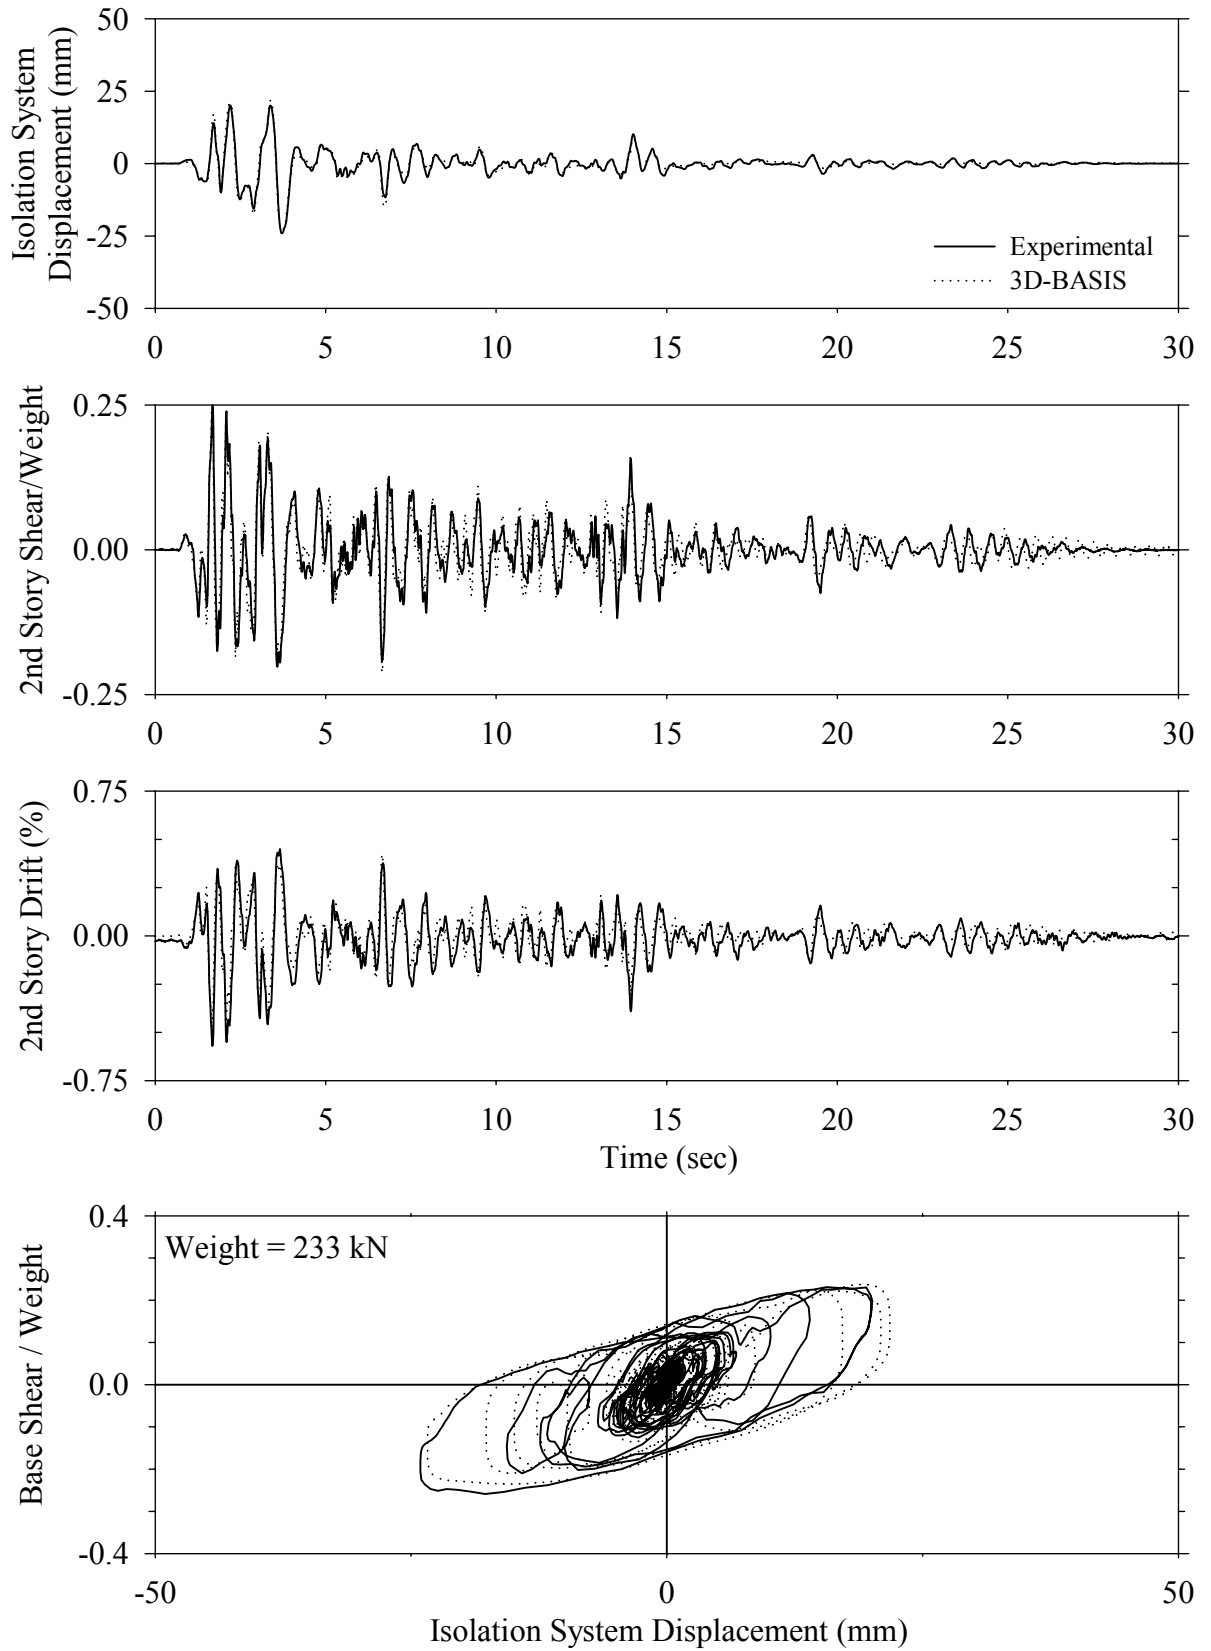 Isolation System
Displacement (mm)
50
25
0
-25
-50
Experimental
3D-BASIS
0 5 10 15 20 25 30
2nd Story Shear/Weight
0.25
0.00
-0.25
0 5 10 15 20 25 30
2nd Story Drift (%)
0.75
0.00
-0.75
0 5 10 15 20 25 30
Time (sec)
Base Shear / Weight
0.4
Weight = 233 kN
0.0
-0.4
-50 0 50
Isolation System Displacement (mm)